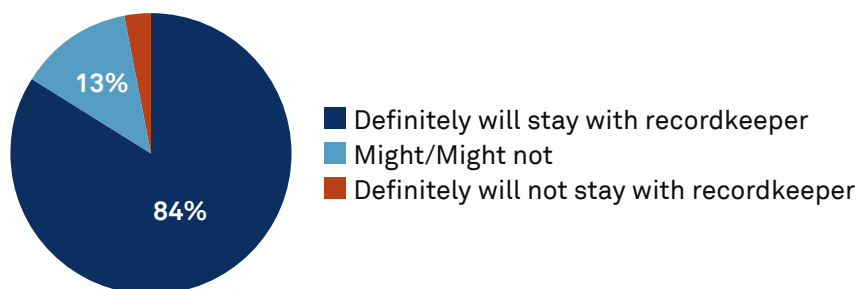 13%
84%
Definitely will stay with recordkeeper
Might/Might not
Definitely will not stay with recordkeeper